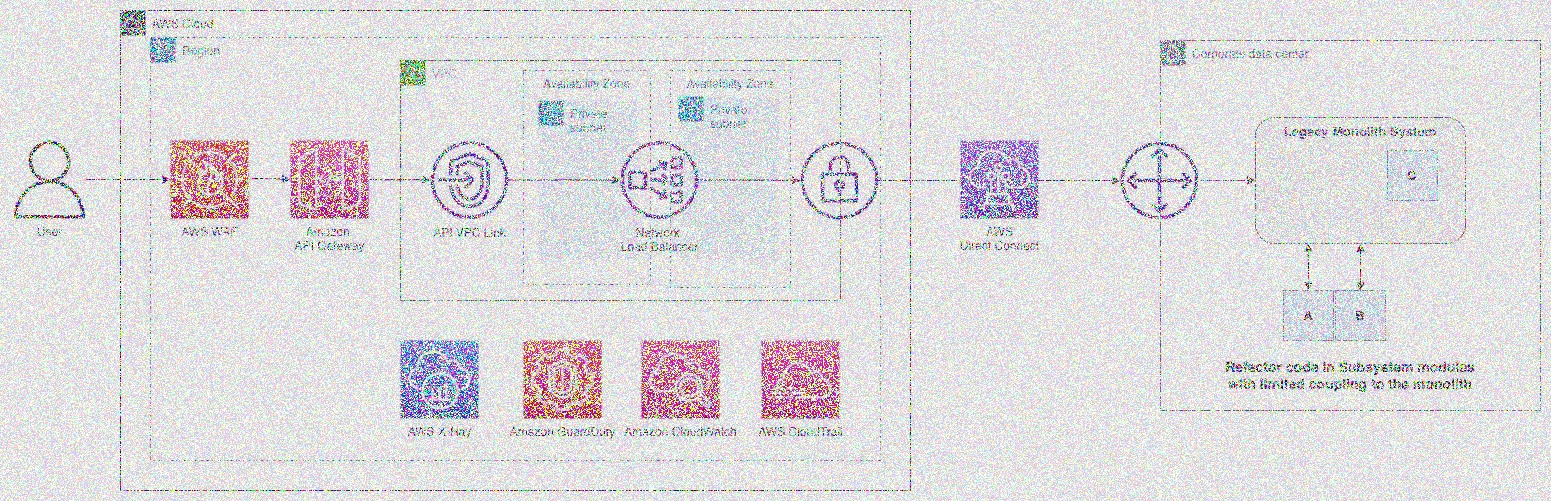 AWS Cloud
Region
VPC
Availability Zone
Availability Zone
Private
subnet
Private
subnet
Corporate data center
Legacy Monolith System
C
User
AWS WAF
Amazon
API Gateway
API VPC Link
Network
Load Balancer
AWS
Direct Connect
A
B
Refactor code in Subsystem modules
with limited coupling to the monolith
AWS X-Ray
Amazon GuardDuty
Amazon CloudWatch
AWS CloudTrail